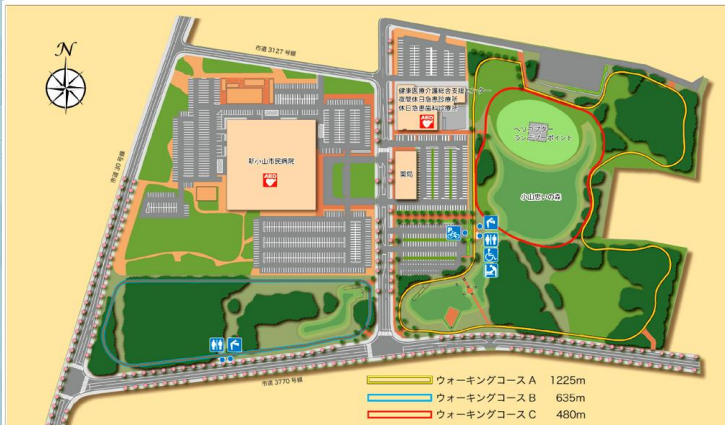 N
市道 3127 号線
健康医療介護総合支援センター
夜間休日急患診療所
休日急患歯科診療所
AED
ヘリコプター
ランデブーポイント
新小山市民病院
AED
薬局
小山思いの森
市道 30 号線
P
市道 3770 号線
ウォーキングコース A 1225m
ウォーキングコース B 635m
ウォーキングコース C 480m